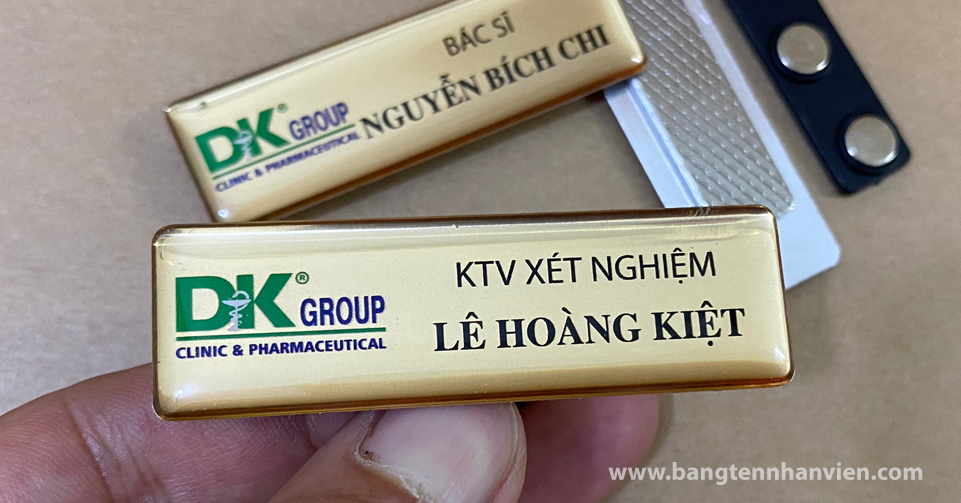 BÁC SĨ
NGUYỄN BÍCH CHI
DK® GROUP
CLINIC & PHARMACEUTICAL
KTV XÉT NGHIỆM
LÊ HOÀNG KIỆT
DK® GROUP
CLINIC & PHARMACEUTICAL
www.bangtennhanvien.com